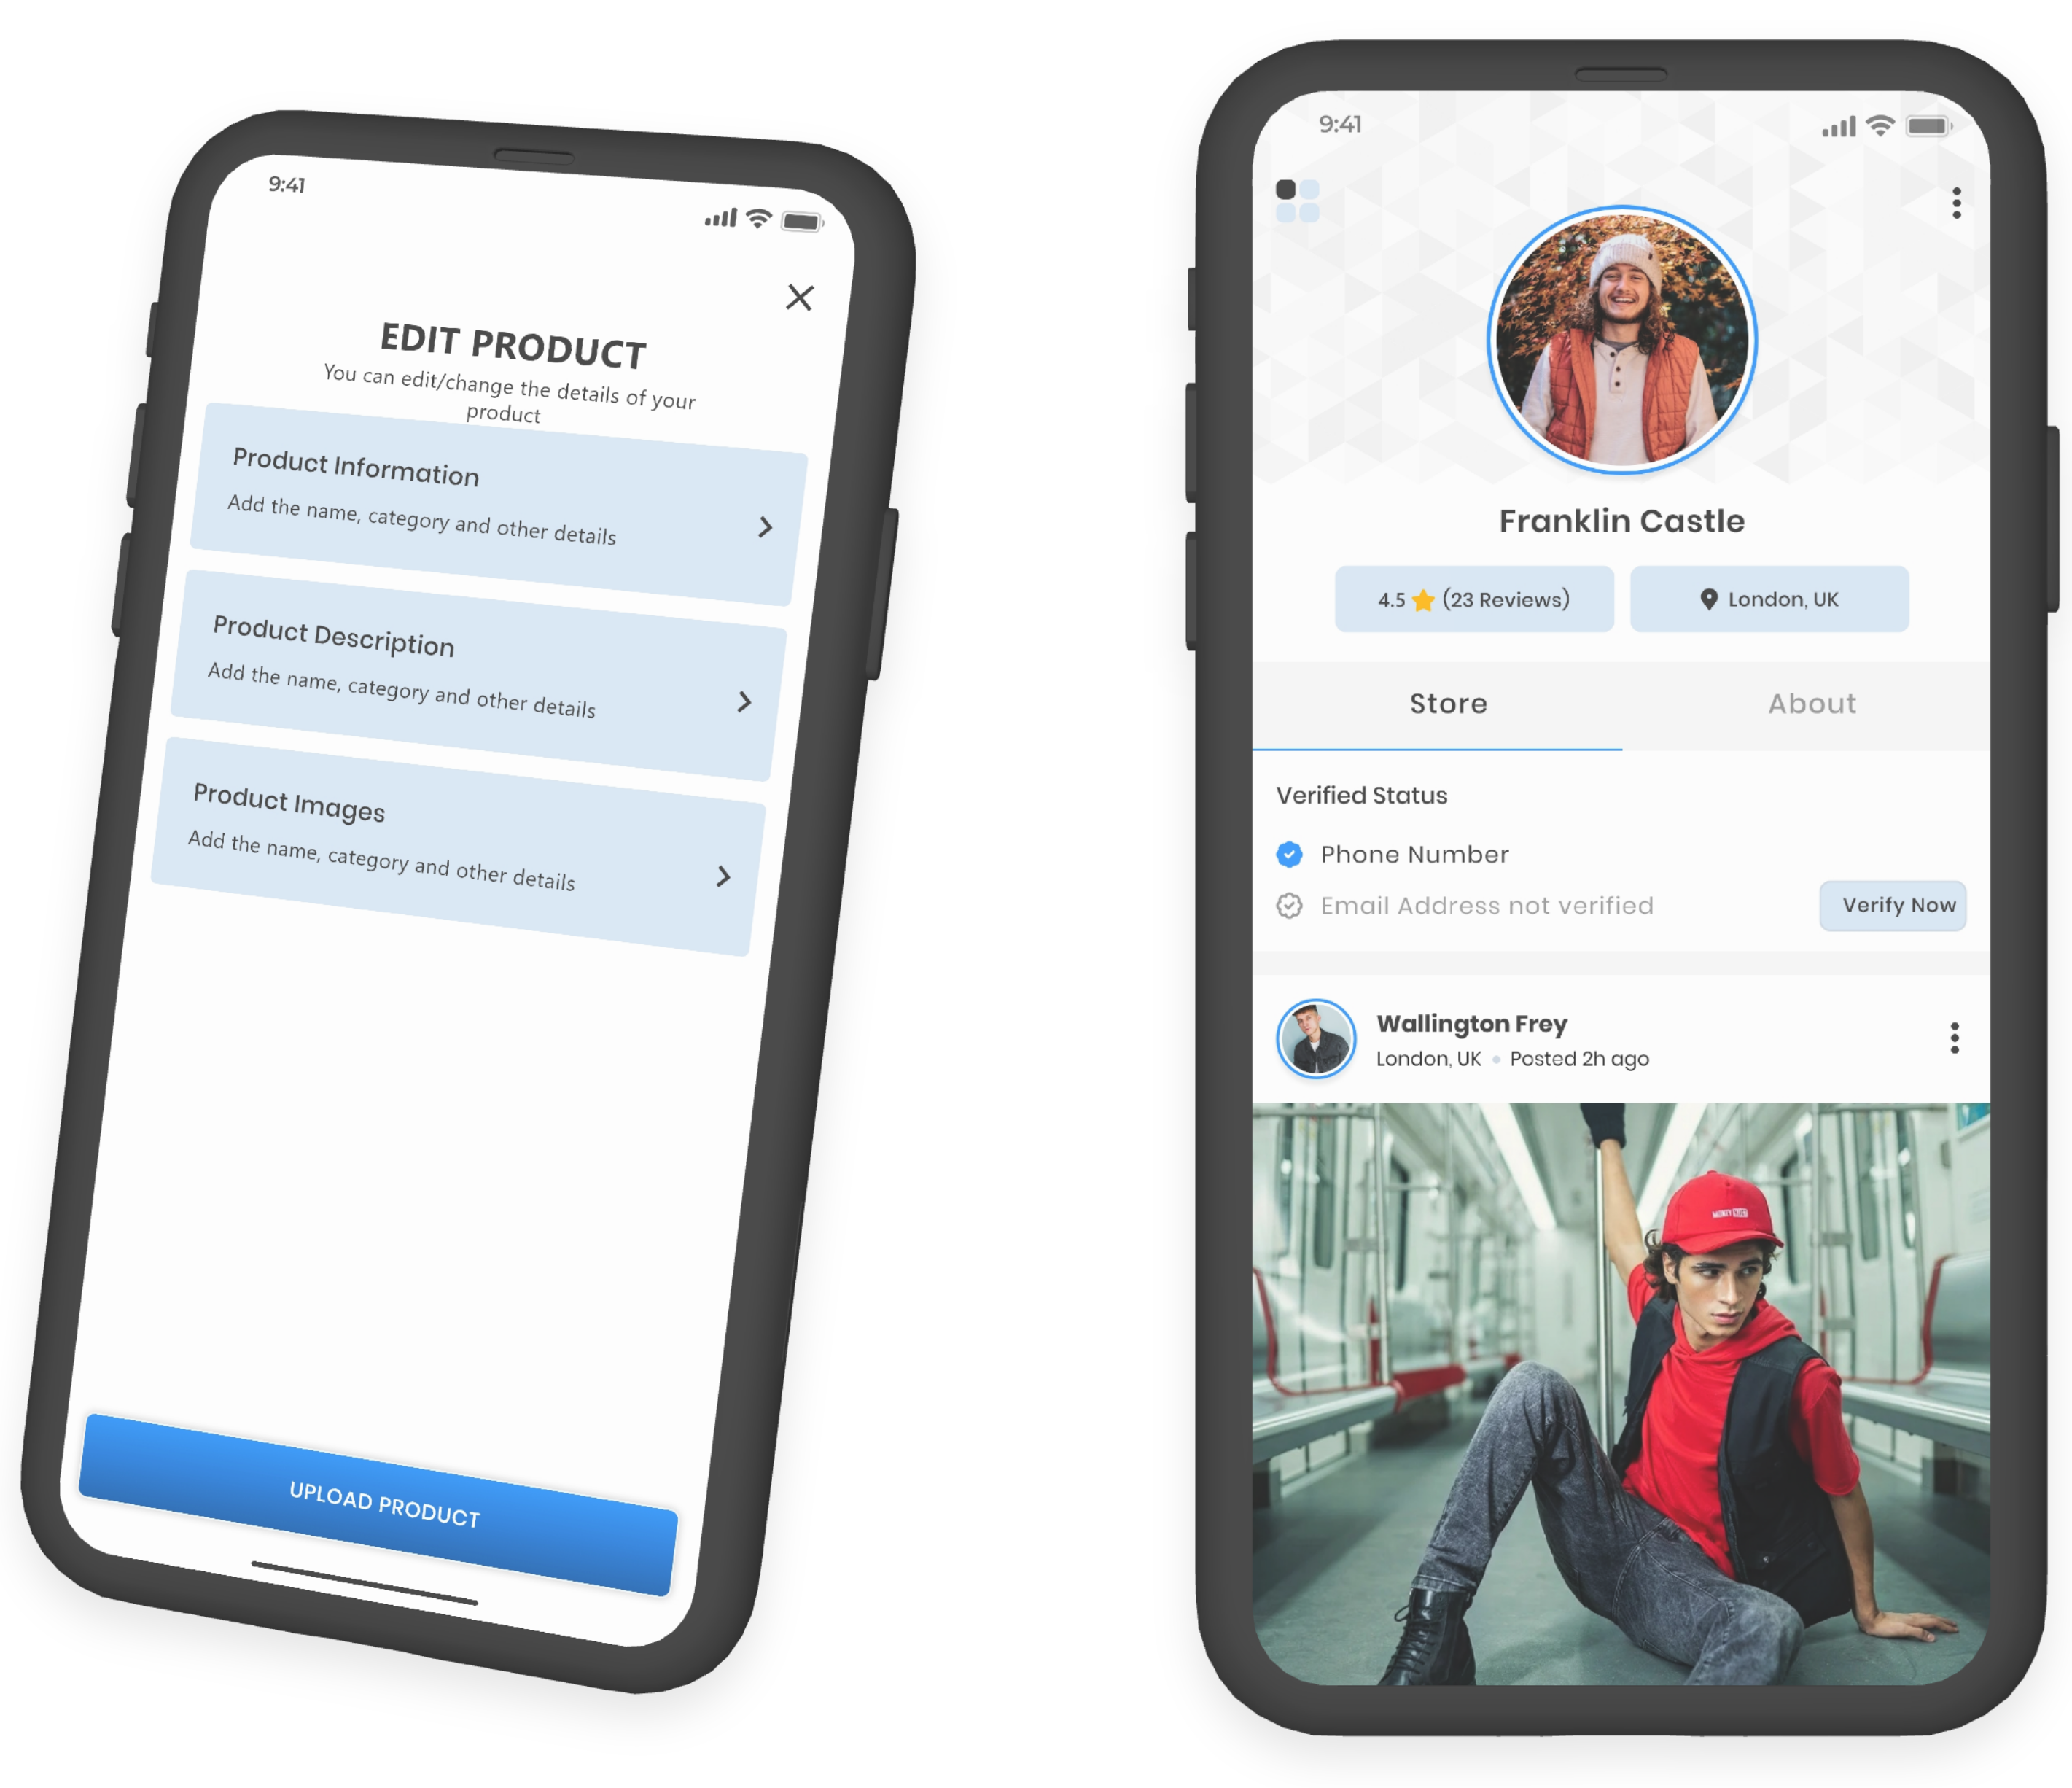 9:41
EDIT PRODUCT
You can edit/change the details of your
product
Product Information
Add the name, category and other details
Product Description
Add the name, category and other details
Product Images
Add the name, category and other details
UPLOAD PRODUCT
9:41
Franklin Castle
4.5 (23 Reviews)
London, UK
Store
About
Verified Status
Phone Number
Email Address not verified
Verify Now
Wallington Frey
London, UK • Posted 2h ago